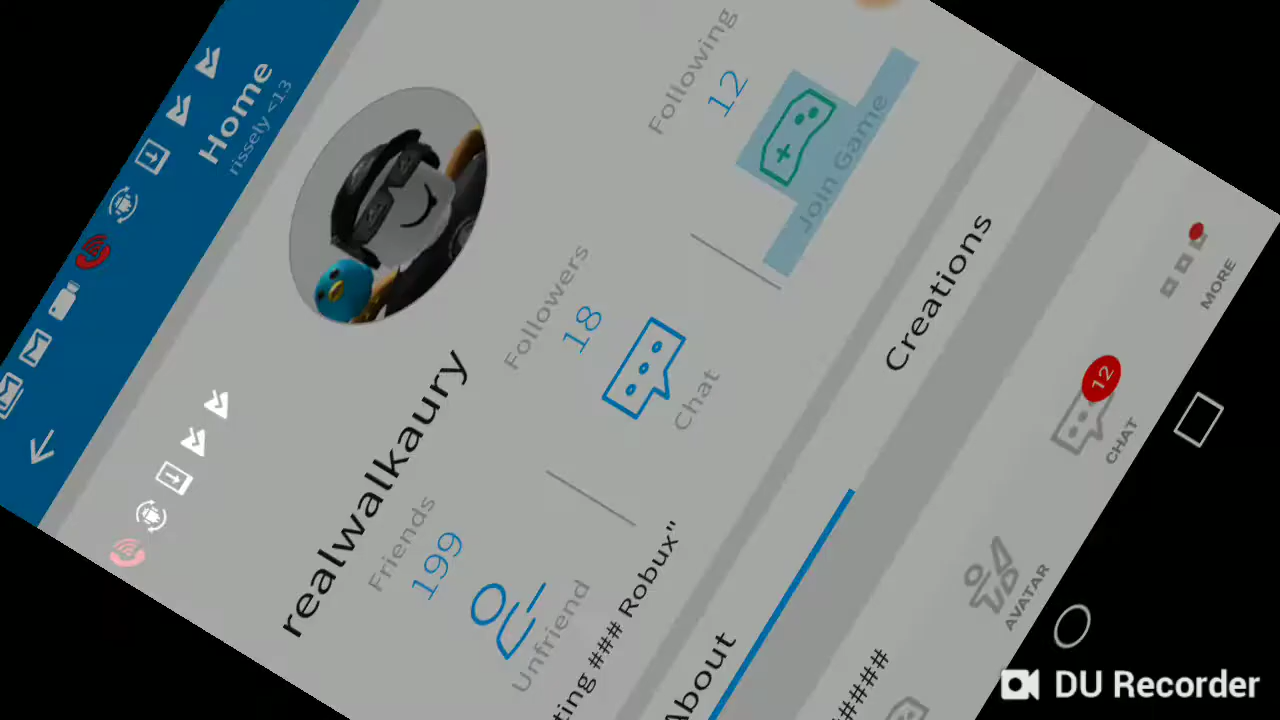 Home
rissely <13
realwalkaury
Friends
199
Followers
18
Following
12
Unfriend
Chat
Join Game
ting ### Robux"
About
Creations
#####
AVATAR
CHAT
12
MORE
DU Recorder